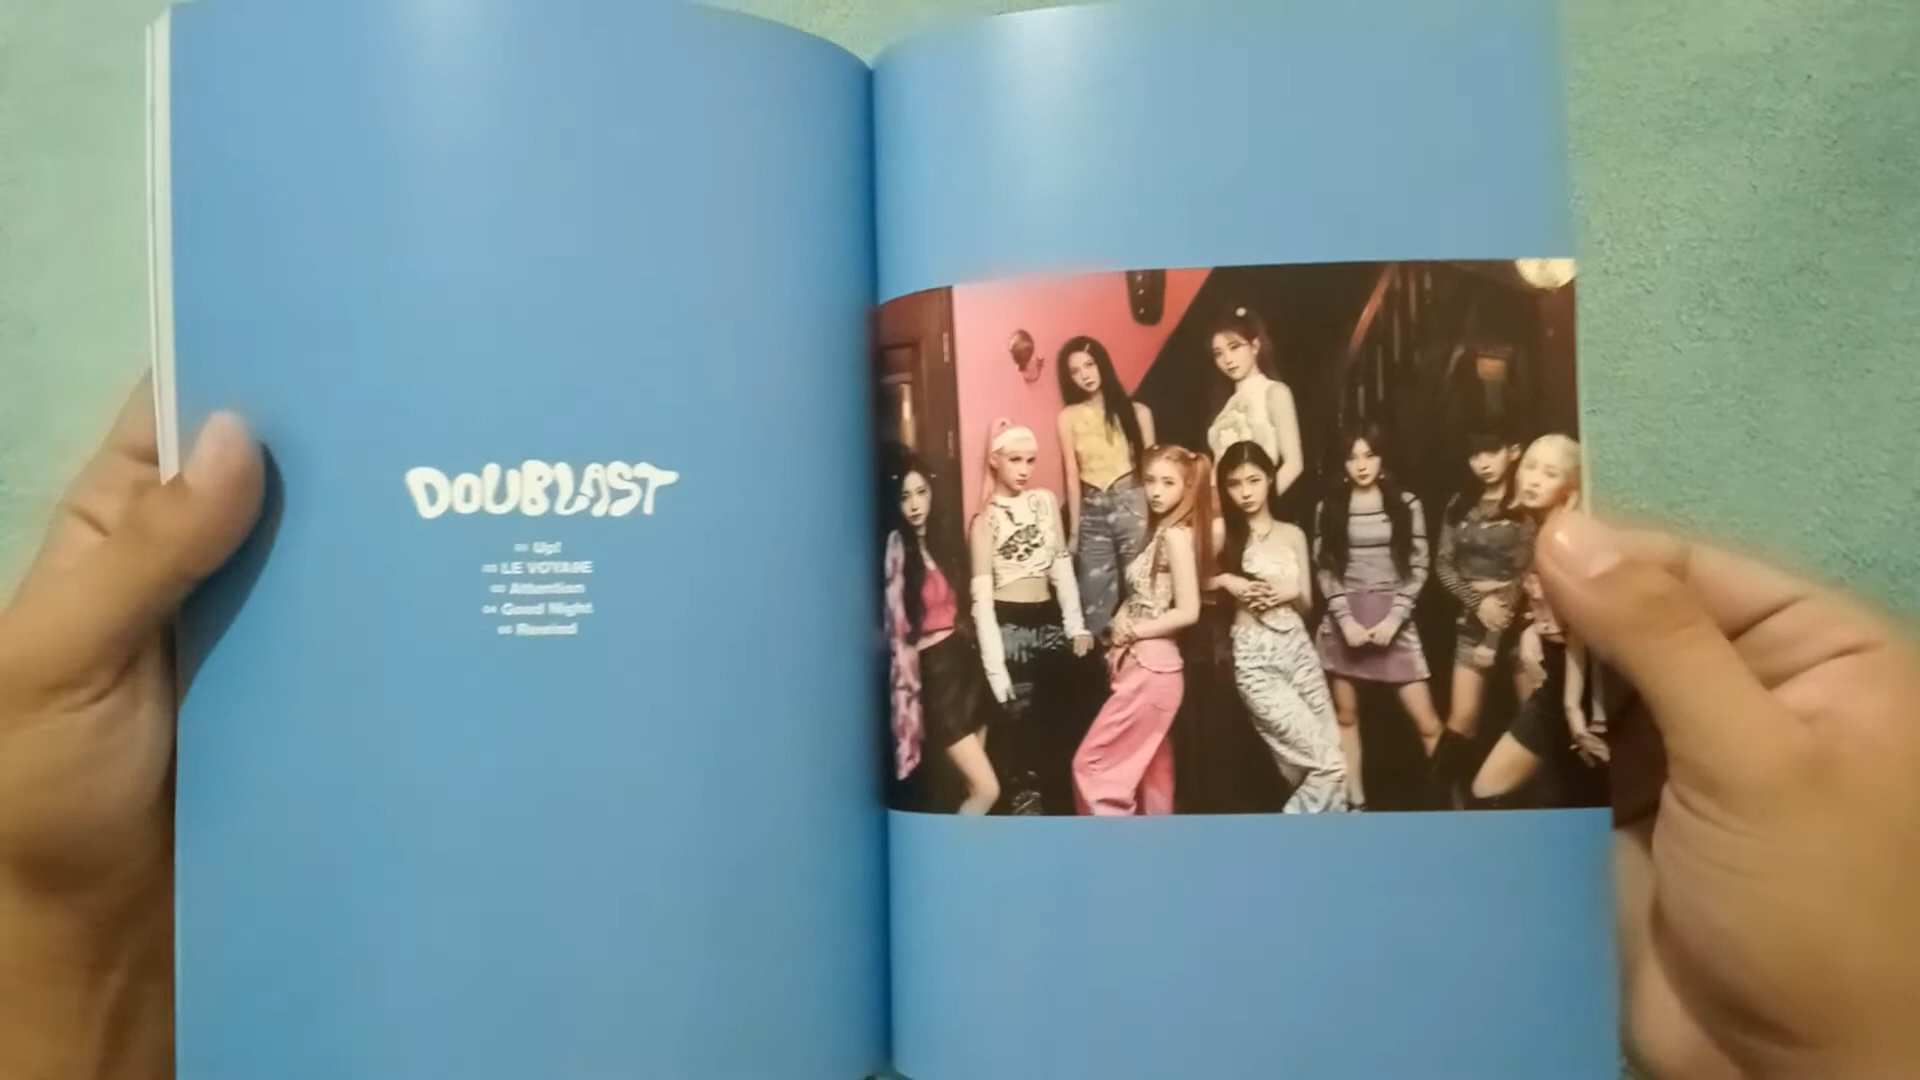 DOUBLAST
01 Up!
02 LE VOYAGE
03 Attention
04 Good Night
05 Rewind